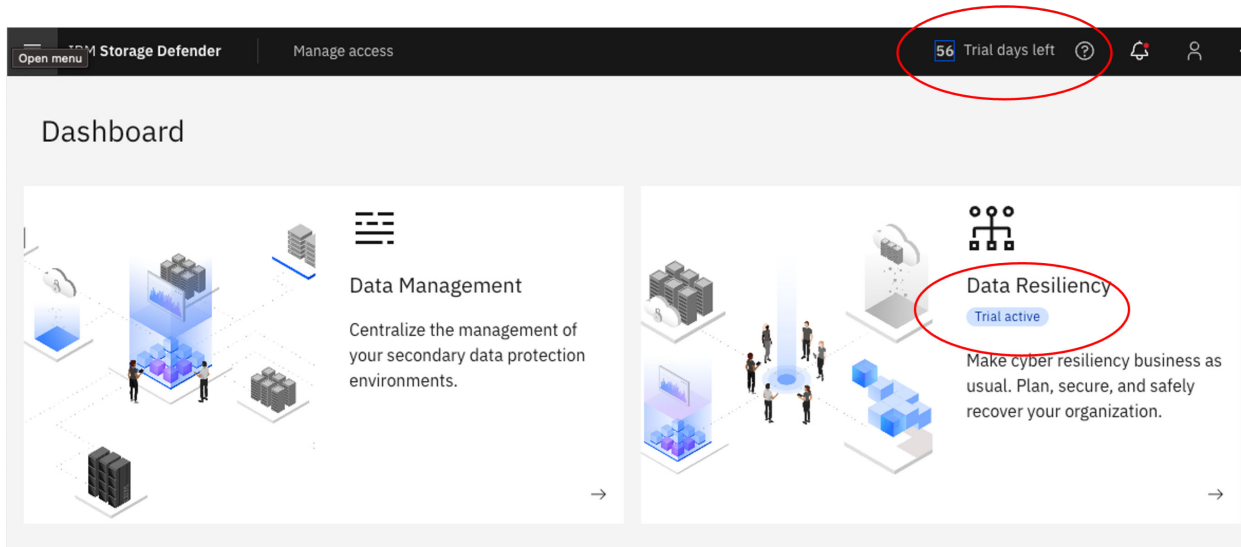 Open menu
M Storage Defender
Manage access
56 Trial days left
Dashboard
Data Management
Centralize the management of
your secondary data protection
environments.
Data Resiliency
Trial active
Make cyber resiliency business as
usual. Plan, secure, and safely
recover your organization.